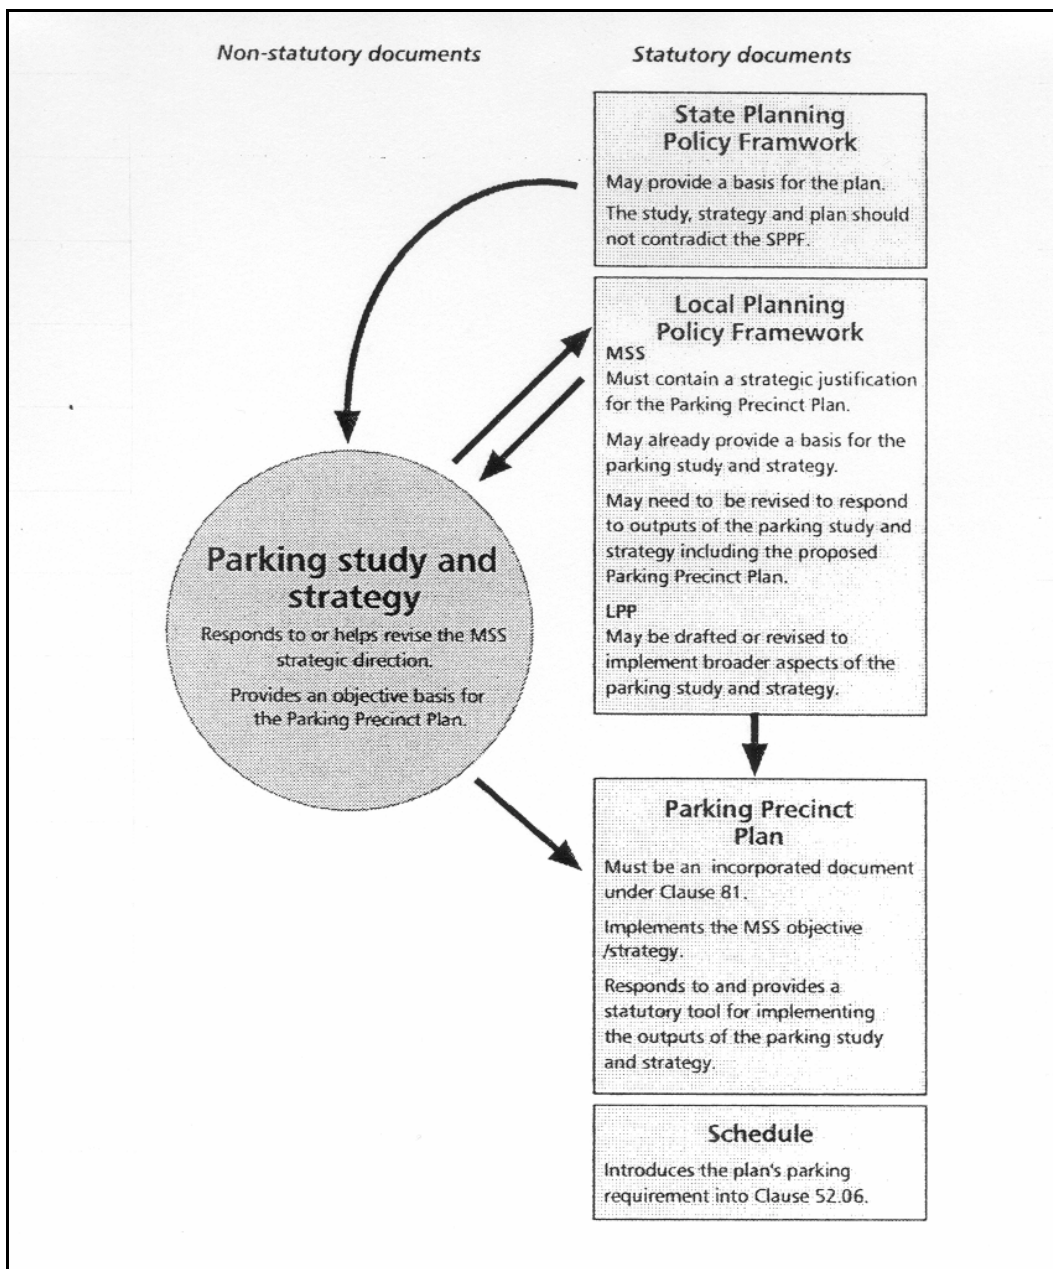 Non-statutory documents
Statutory documents
State Planning
Policy Framwork
May provide a basis for the plan.
The study, strategy and plan should
not contradict the SPPF.
Local Planning
Policy Framework
MSS
Must contain a strategic justification
for the Parking Precinct Plan.
May already provide a basis for the
parking study and strategy.
May need to be revised to respond
to outputs of the parking study and
strategy including the proposed
Parking Precinct Plan.
LPP
May be drafted or revised to
implement broader aspects of the
parking study and strategy.
Parking study and
strategy
Responds to or helps revise the MSS
strategic direction.
Provides an objective basis for
the Parking Precinct Plan.
Parking Precinct
Plan
Must be an incorporated document
under Clause 81.
Implements the MSS objective
/strategy.
Responds to and provides a
statutory tool for implementing
the outputs of the parking study
and strategy.
Schedule
Introduces the plan's parking
requirement into Clause 52.06.